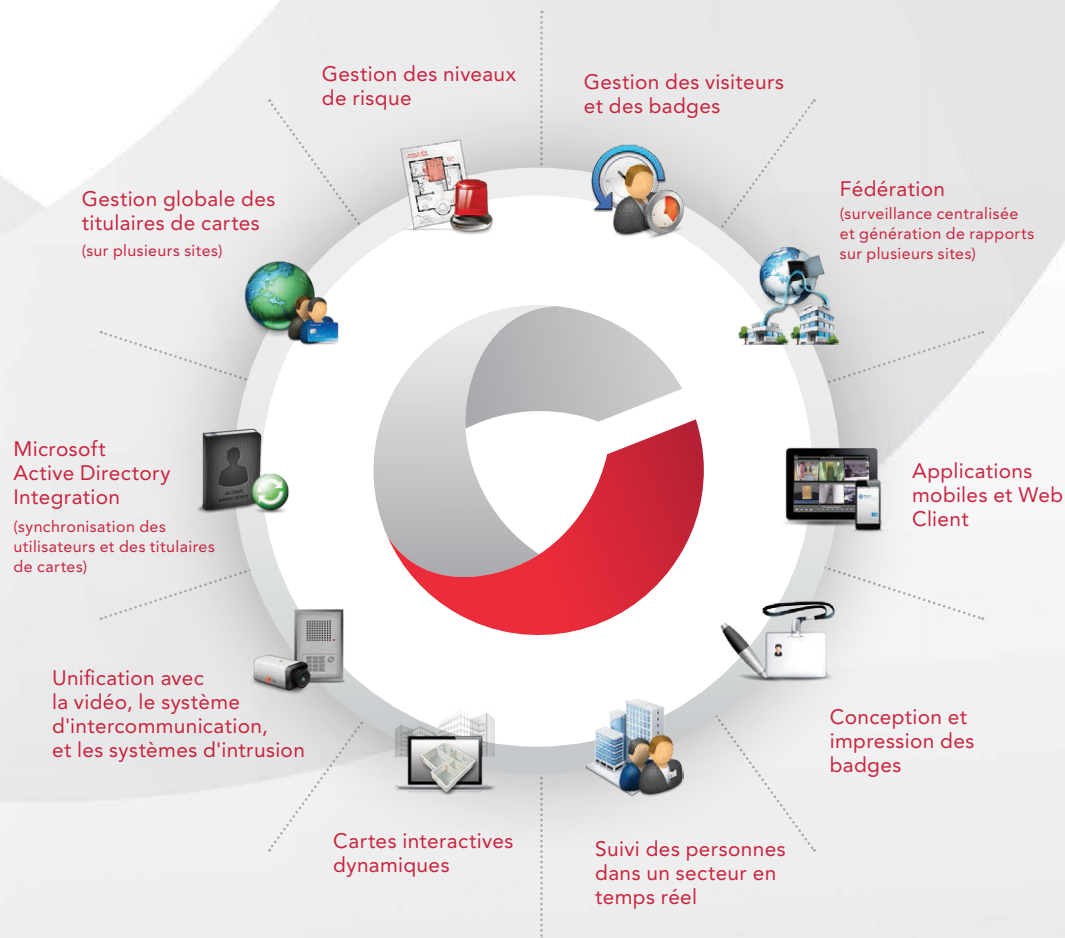 Gestion des niveaux
de risque
Gestion des visiteurs
et des badges
Fédération
(surveillance centralisée
et génération de rapports
sur plusieurs sites)
Applications
mobiles et Web
Client
Conception et
impression des
badges
Suivi des personnes
dans un secteur en
temps réel
Cartes interactives
dynamiques
Unification avec
la vidéo, le système
d'intercommunication,
et les systèmes d'intrusion
Microsoft
Active Directory
Integration
(synchronisation des
utilisateurs et des titulaires
de cartes)
ACTIVE
DIRECTORY
Gestion globale des
titulaires de cartes
(sur plusieurs sites)